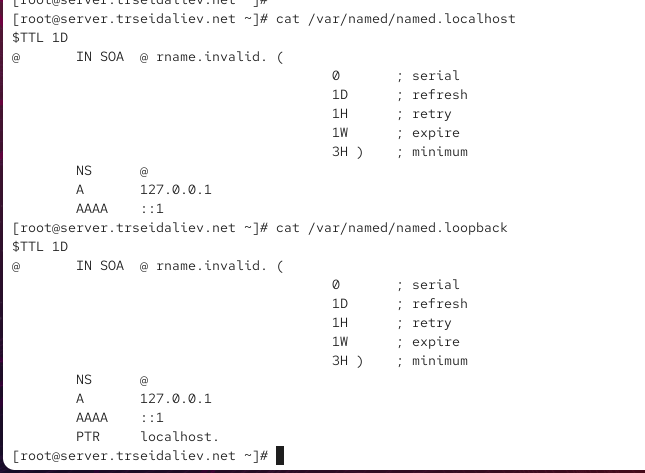 [root@server.trseidaliev.net ~]#
[root@server.trseidaliev.net ~]# cat /var/named/named.localhost
$TTL 1D
@       IN SOA  @ rname.invalid. (
                                        0       ; serial
                                        1D      ; refresh
                                        1H      ; retry
                                        1W      ; expire
                                        3H )    ; minimum
        NS      @
        A       127.0.0.1
        AAAA    ::1
[root@server.trseidaliev.net ~]# cat /var/named/named.loopback
$TTL 1D
@       IN SOA  @ rname.invalid. (
                                        0       ; serial
                                        1D      ; refresh
                                        1H      ; retry
                                        1W      ; expire
                                        3H )    ; minimum
        NS      @
        A       127.0.0.1
        AAAA    ::1
        PTR     localhost.
[root@server.trseidaliev.net ~]#